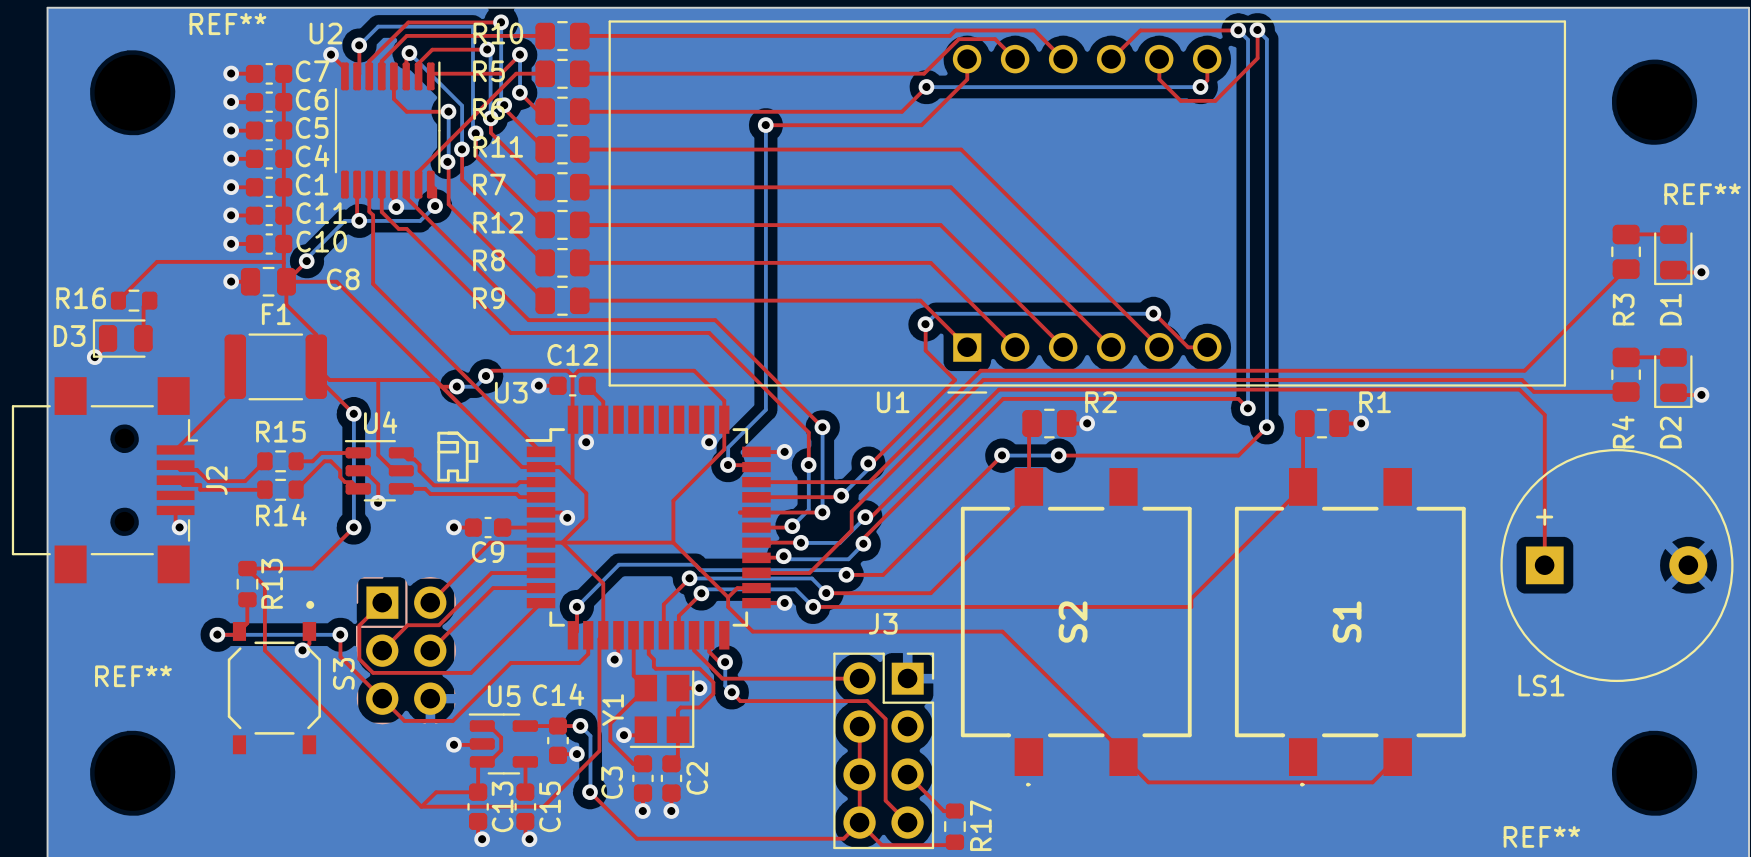 REF**
U2
R10
C7
R5
C6
R6
C5
R11
C4
C1
R7
REF**
C11
R12
C10
R8
C8
R16
R9
F1
R3
D1
D3
C12
U3
U1
R2
R1
U4
R15
R4
D2
J2
R14
+
C9
R13
J3
S2
S1
REF**
S3
LS1
U5
C14
Y1
C3
C2
C13
C15
R17
REF**